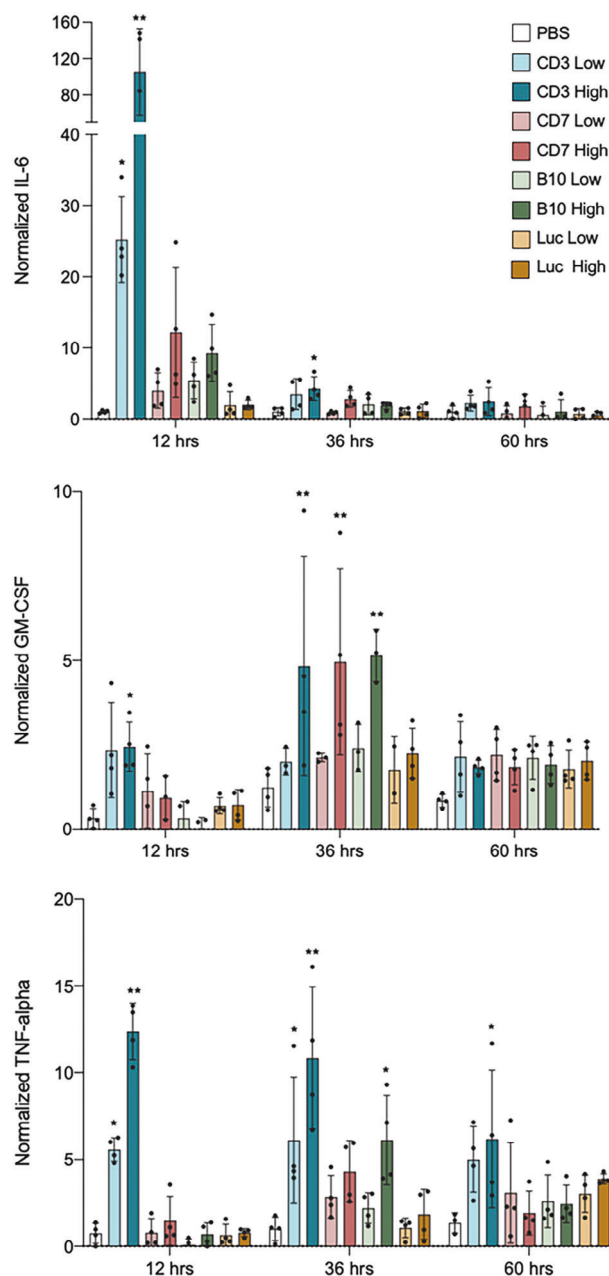 Normalized IL-6
160
120
80
40
30
20
10
0
**
*
*
12 hrs
36 hrs
60 hrs
PBS
CD3 Low
CD3 High
CD7 Low
CD7 High
B10 Low
B10 High
Luc Low
Luc High
Normalized GM-CSF
10
5
0
*
**
**
**
12 hrs
36 hrs
60 hrs
Normalized TNF-alpha
20
15
10
5
0
*
**
*
**
*
*
12 hrs
36 hrs
60 hrs